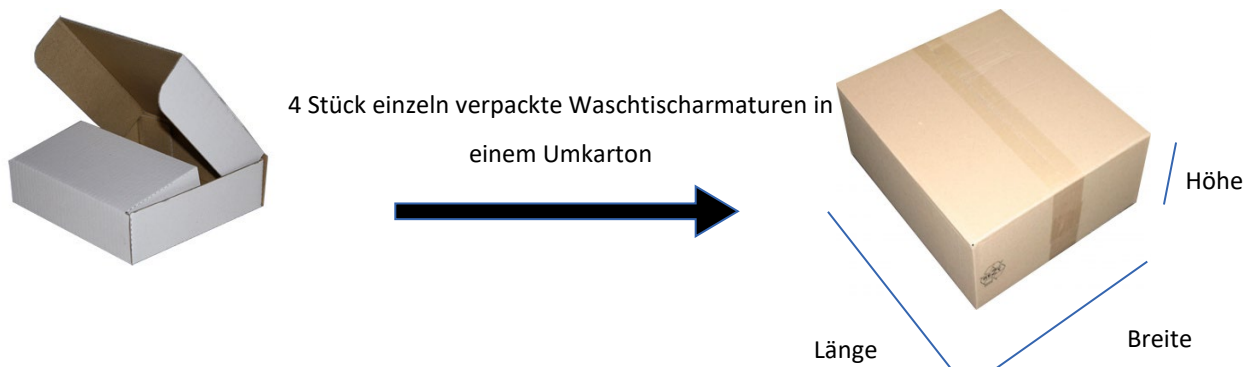 4 Stück einzeln verpackte Waschtischarmaturen in
einem Umkarton
Höhe
Breite
Länge